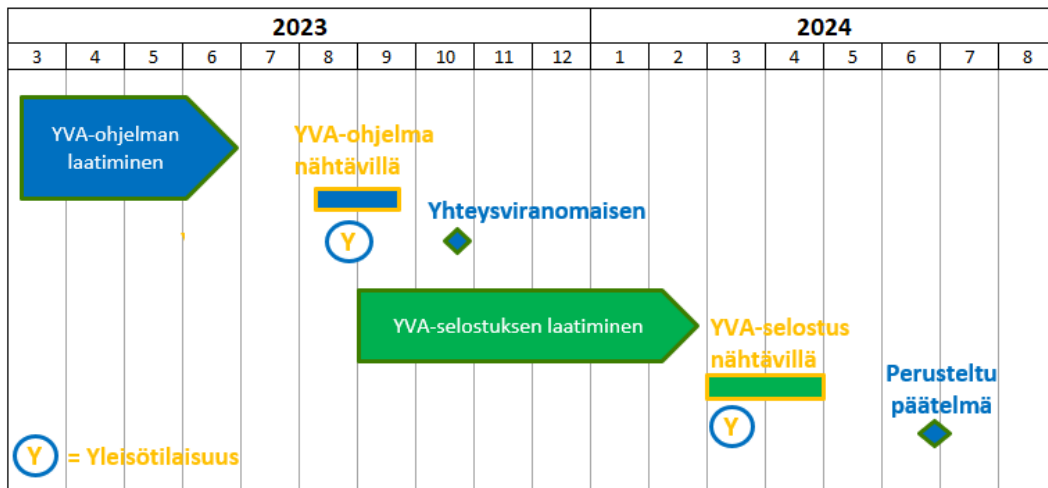 2023 2024
3 4 5 6 7 8 9 10 11 12 1 2 3 4 5 6 7 8
YVA-ohjelman
laatiminen
YVA-ohjelma
nähtävillä
Y
Yhteysviranomaisen
YVA-selostuksen laatiminen
YVA-selostus
nähtävillä
Y
Perusteltu
päätelmä
Y = Yleisötilaisuus